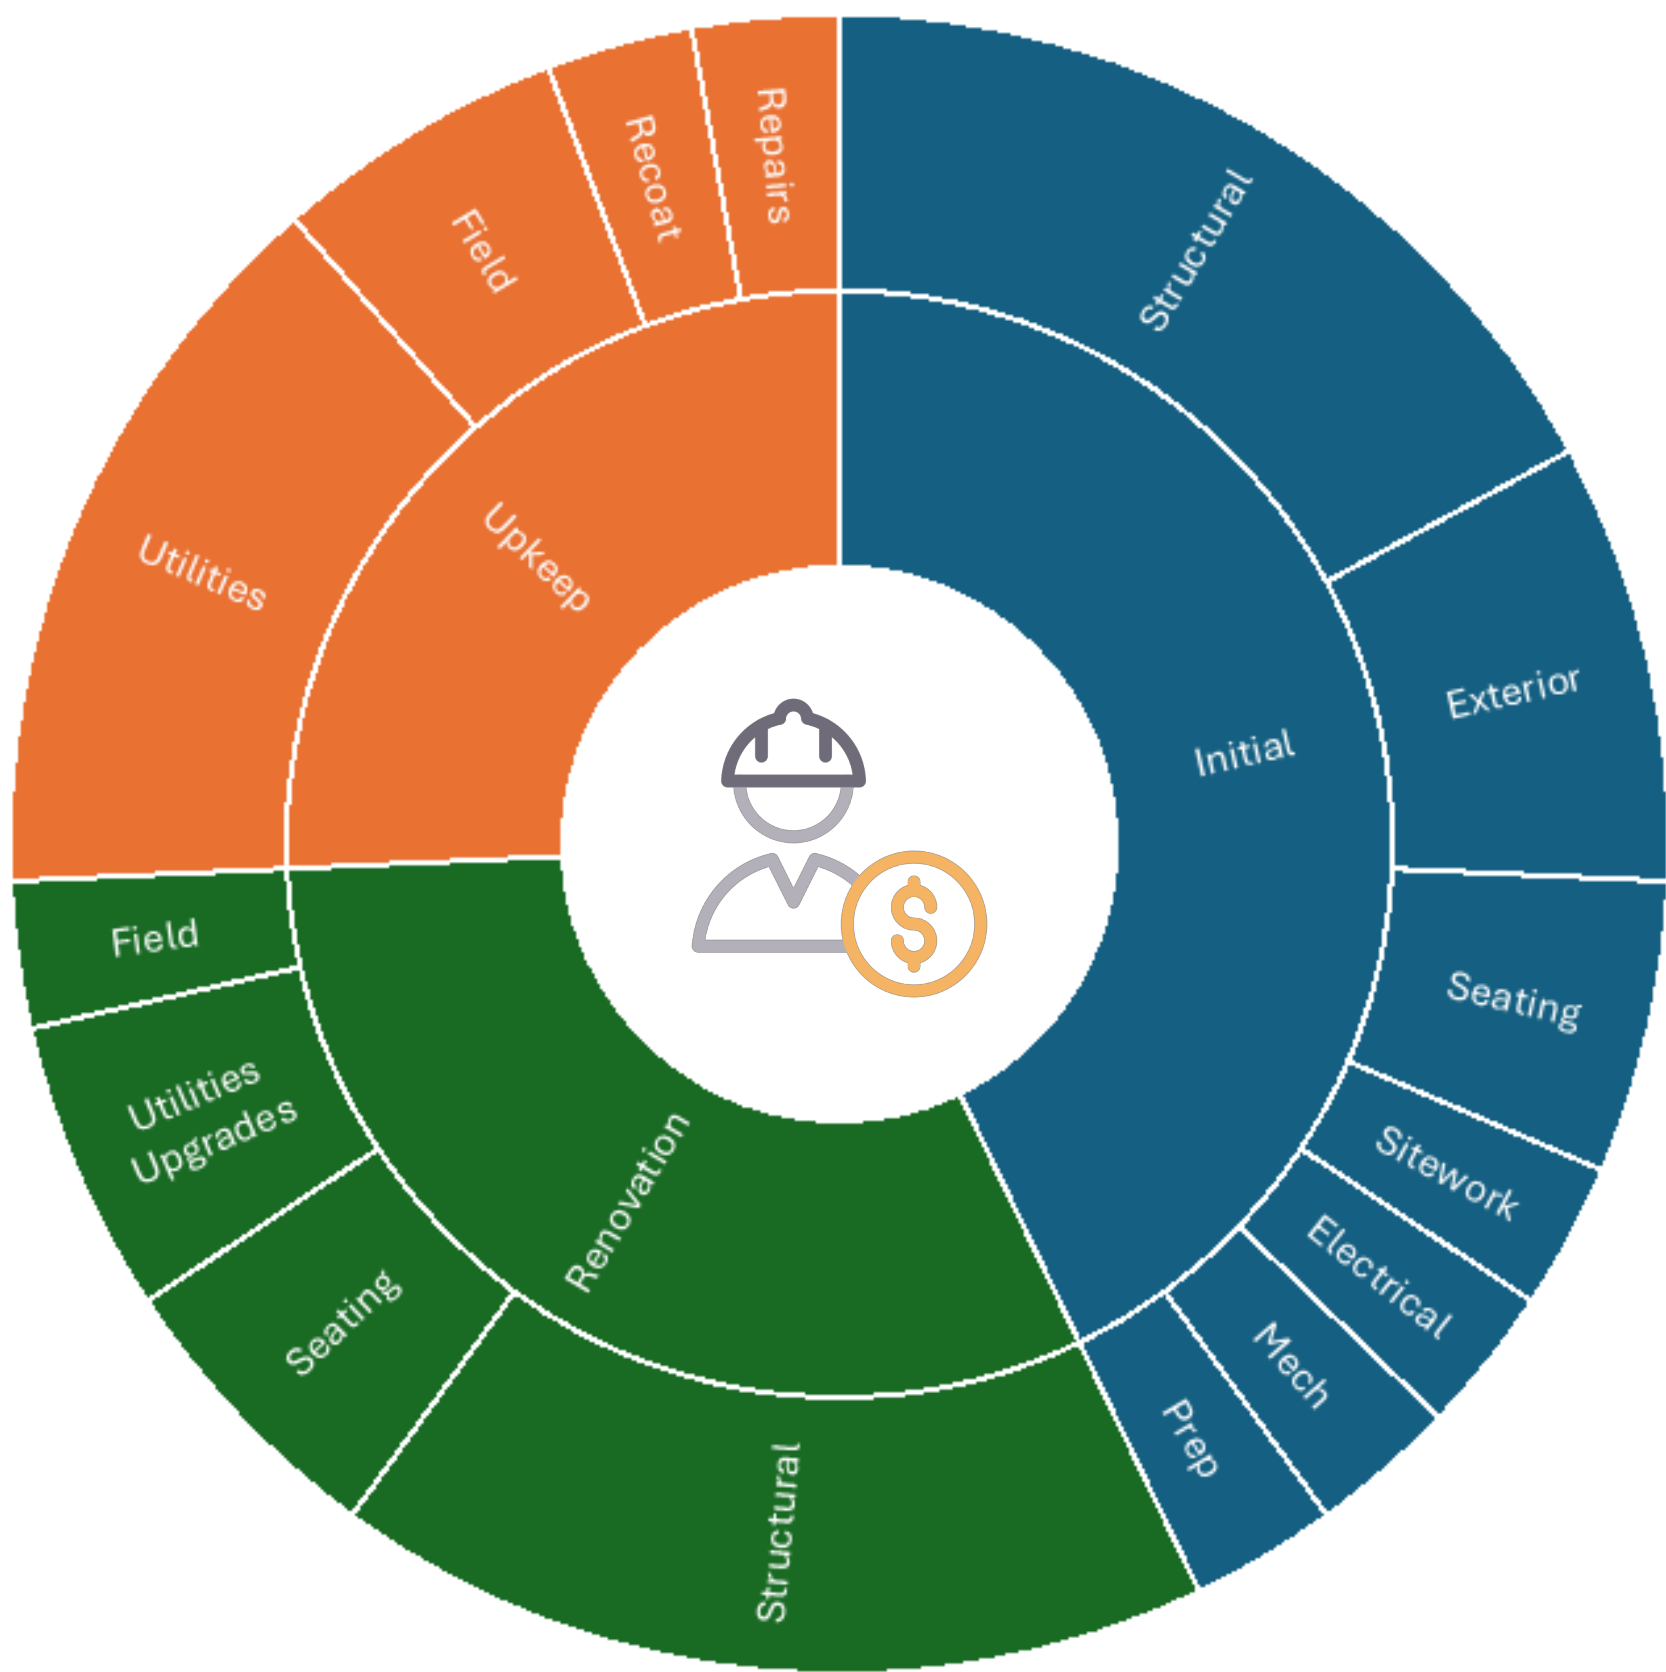 Structural
Exterior
Seating
Sitework
Electrical
Mech
Prep
Initial
Structural
Seating
Utilities
Upgrades
Field
Renovation
Utilities
Field
Recoat
Repairs
Upkeep
$